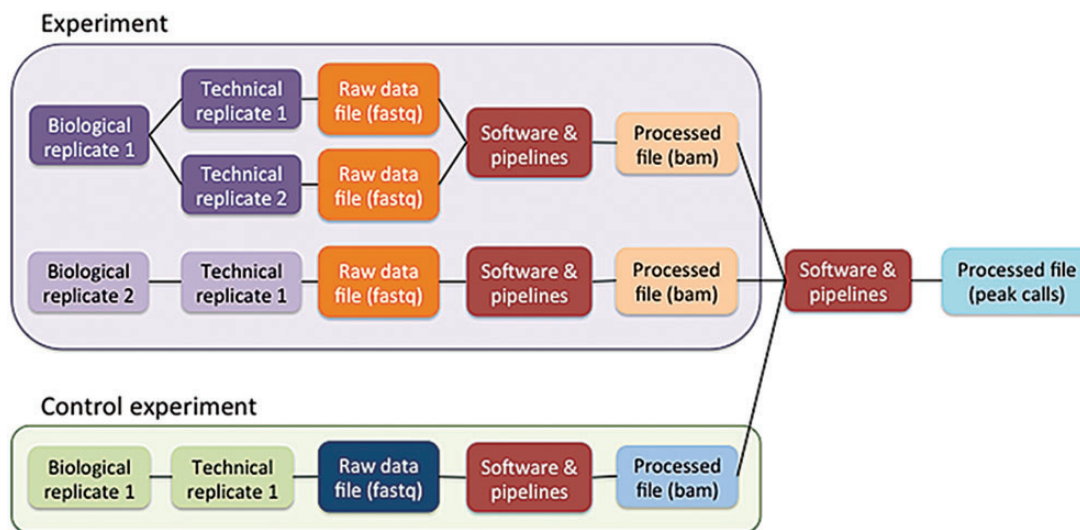 Experiment
Biological
replicate 1
Technical
replicate 1
Raw data
file (fastq)
Technical
replicate 2
Raw data
file (fastq)
Software &
pipelines
Processed
file (bam)
Biological
replicate 2
Technical
replicate 1
Raw data
file (fastq)
Software &
pipelines
Processed
file (bam)
Software &
pipelines
Processed file
(peak calls)
Control experiment
Biological
replicate 1
Technical
replicate 1
Raw data
file (fastq)
Software &
pipelines
Processed
file (bam)